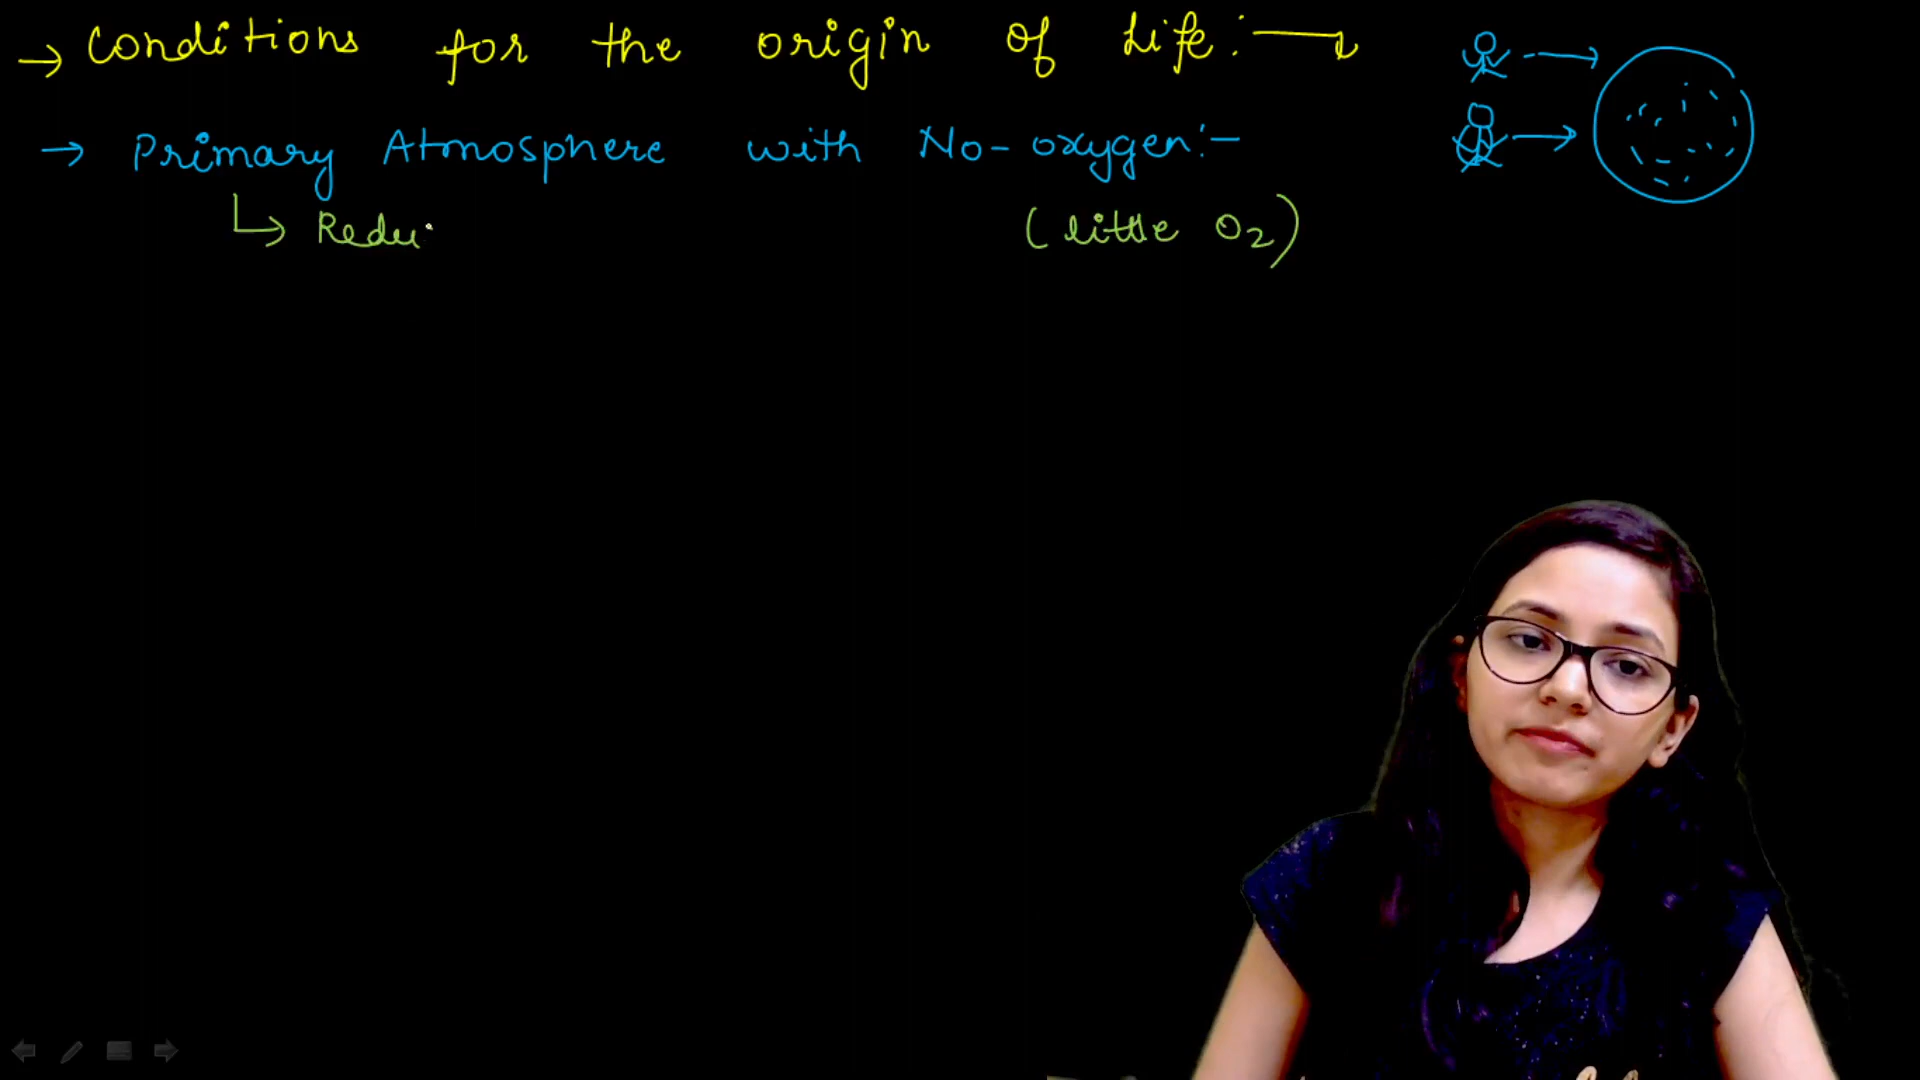 → Conditions for the origin of Life :→
→ Primary Atmosphere with No-oxygen :-
↳ Redu (little O2)